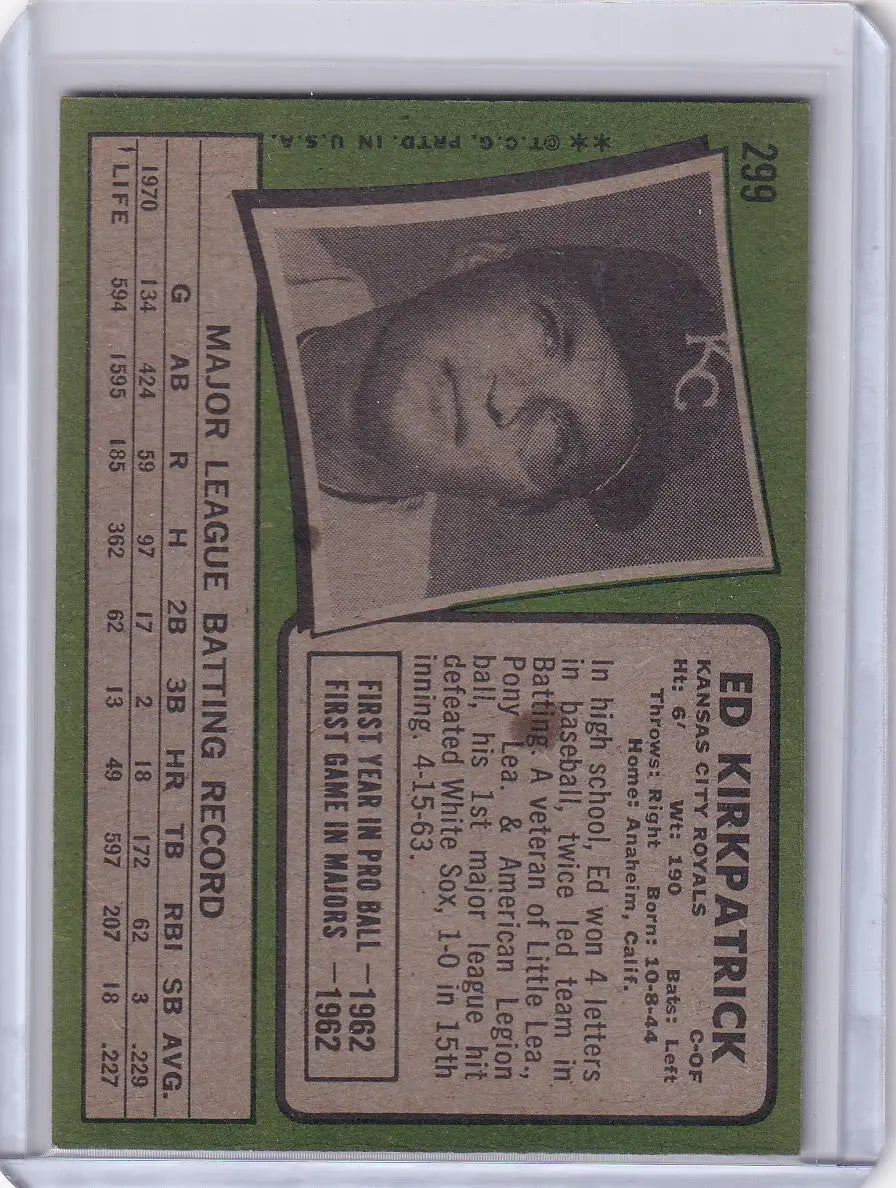 299
** ©T.C.G. PRTD. IN U.S.A.
KC
ED KIRKPATRICK
KANSAS CITY ROYALS C-OF
Ht: 6' Wt: 190 Bats: Left
Throws: Right Born: 10-8-44
Home: Anaheim, Calif.
In high school, Ed won 4 letters
in baseball, twice led team in
Batting. A veteran of Little Lea.,
Pony Lea. & American Legion
ball, his 1st major league hit
defeated White Sox, 1-0 in 15th
inning. 4-15-63.
FIRST YEAR IN PRO BALL —1962
FIRST GAME IN MAJORS —1962
MAJOR LEAGUE BATTING RECORD
G AB R H 2B 3B HR TB RBI SB AVG.
1970 134 424 59 97 17 2 18 172 62 3 .229
LIFE 594 1595 185 362 62 13 49 597 207 18 .227